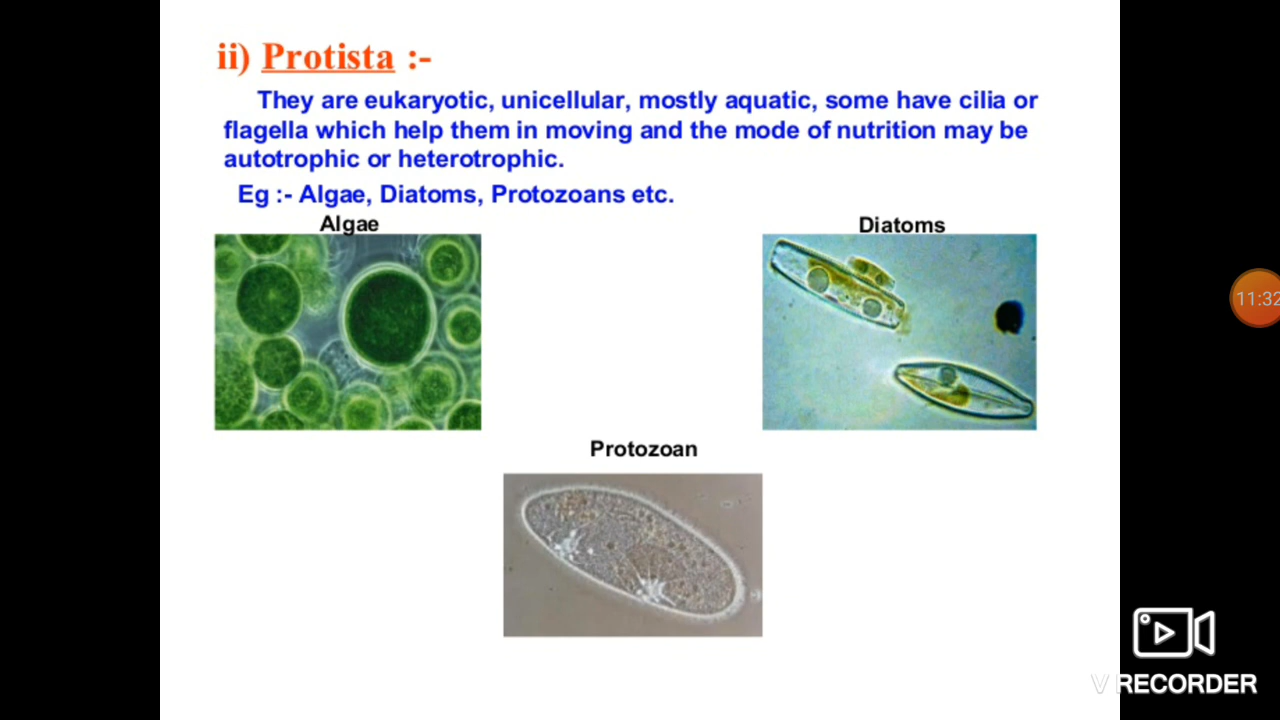 ii) Protista :-
They are eukaryotic, unicellular, mostly aquatic, some have cilia or
flagella which help them in moving and the mode of nutrition may be
autotrophic or heterotrophic.
Eg :- Algae, Diatoms, Protozoans etc.
Algae
Diatoms
11:32
Protozoan
V RECORDER